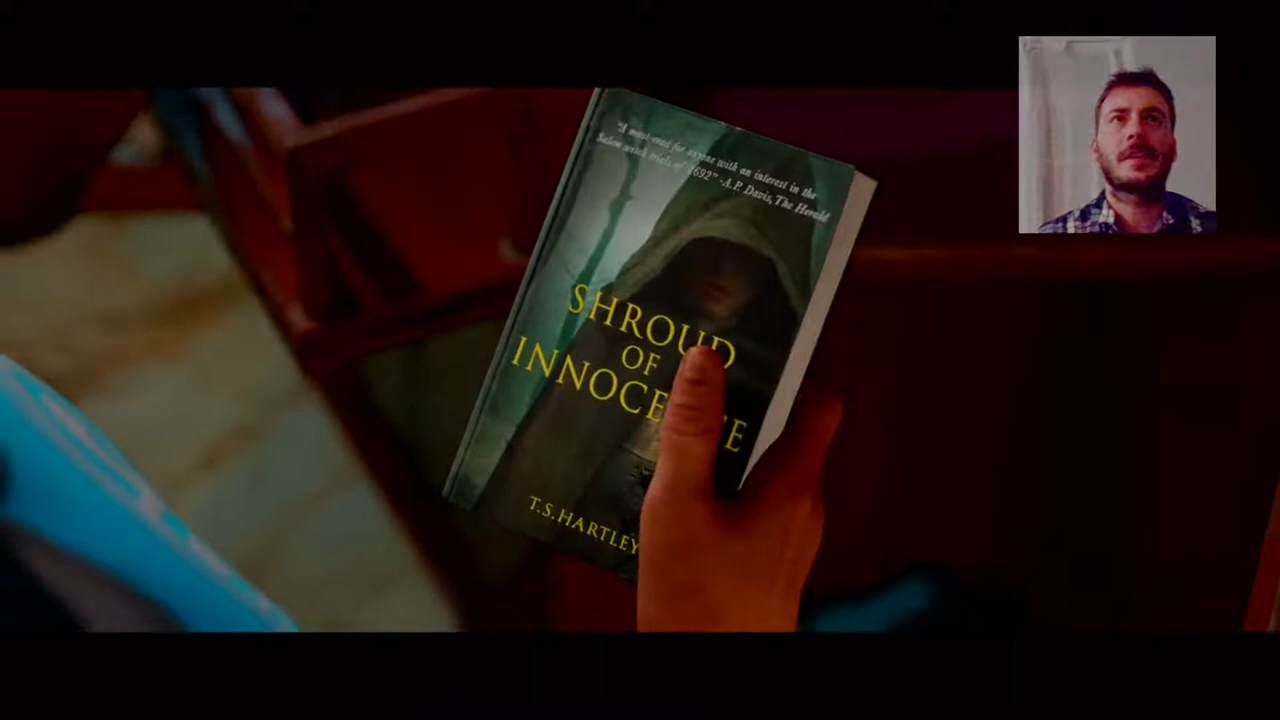 "A must-read for anyone with an interest in the
Salem witch trials of 1692" -A.P. Davis, The Herald
SHROUD
OF
INNOCE E
T.S.HARTLEY